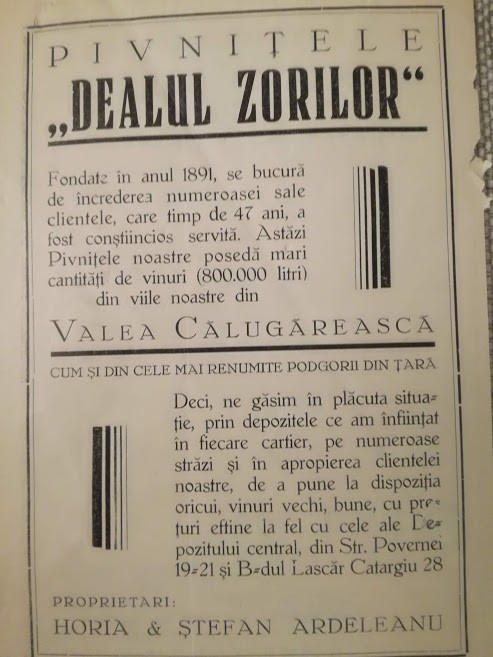 PIVNIȚELE
„DEALUL ZORILOR“
Fondate în anul 1891, se bucură
de încrederea numeroasei sale
clientele, care timp de 47 ani, a
fost conștiincios servită. Astăzi
Pivnițele noastre posedă mari
cantități de vinuri (800.000 litri)
din viile noastre din
VALEA CĂLUGĂREASCĂ
CUM ȘI DIN CELE MAI RENUMITE PODGORII DIN ȚARĂ
Deci, ne găsim în plăcuta situa=
ție, prin depozitele ce am înființat
în fiecare cartier, pe numeroase
străzi și în apropierea clientelei
noastre, de a pune la dispoziția
oricui, vinuri vechi, bune, cu pre=
țuri eftine la fel cu cele ale De=
pozitului central, din Str. Povernei
19=21 și B=dul Lascăr Catargiu 28
PROPRIETARI:
HORIA & ȘTEFAN ARDELEANU